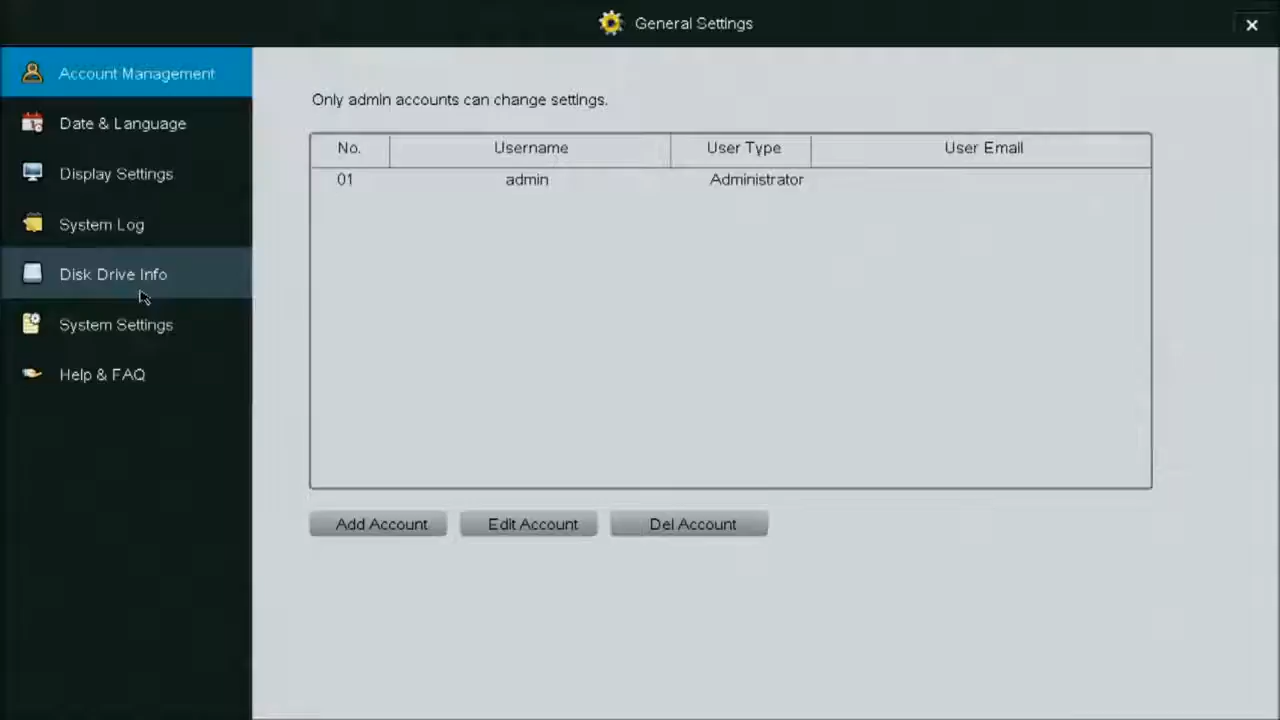 General Settings
Account Management
Date & Language
Display Settings
System Log
Disk Drive Info
System Settings
Help & FAQ
Only admin accounts can change settings.
No. Username User Type User Email
01 admin Administrator
Add Account Edit Account Del Account